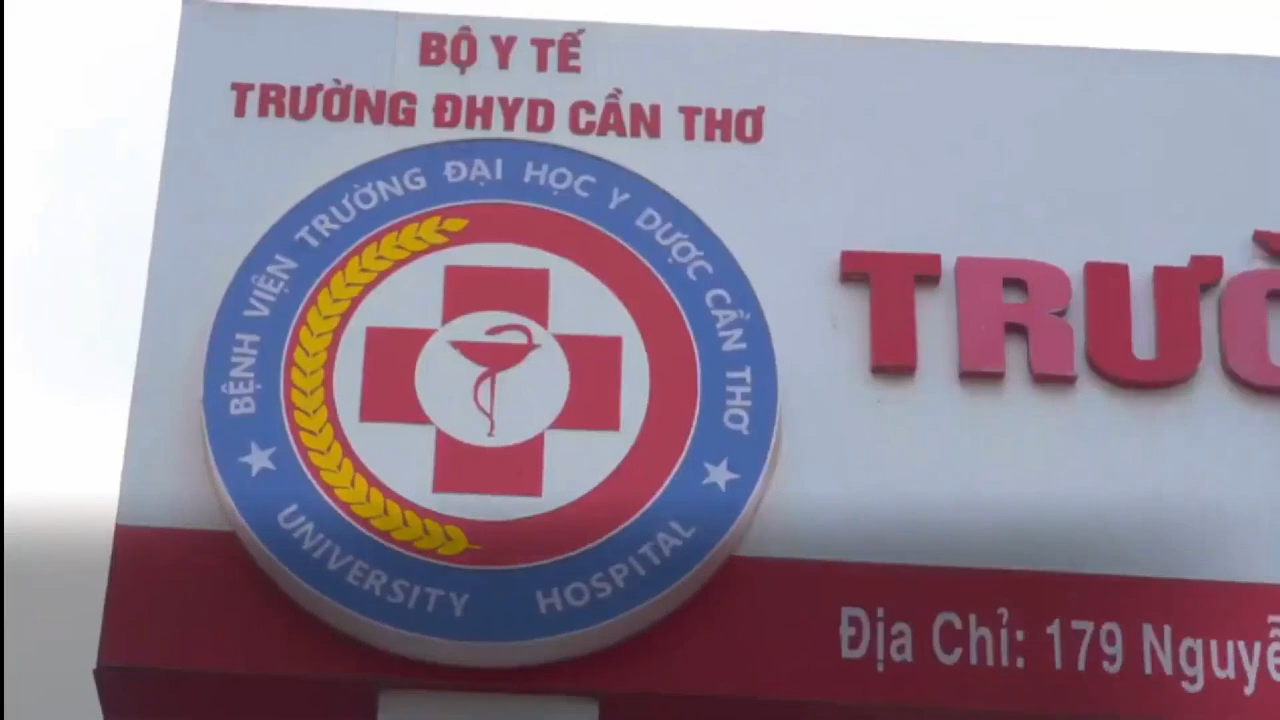 BỘ Y TẾ
TRƯỜNG ĐHYD CẦN THƠ
BỆNH VIỆN TRƯỜNG ĐẠI HỌC Y DƯỢC CẦN THƠ
UNIVERSITY HOSPITAL
Địa Chỉ: 179